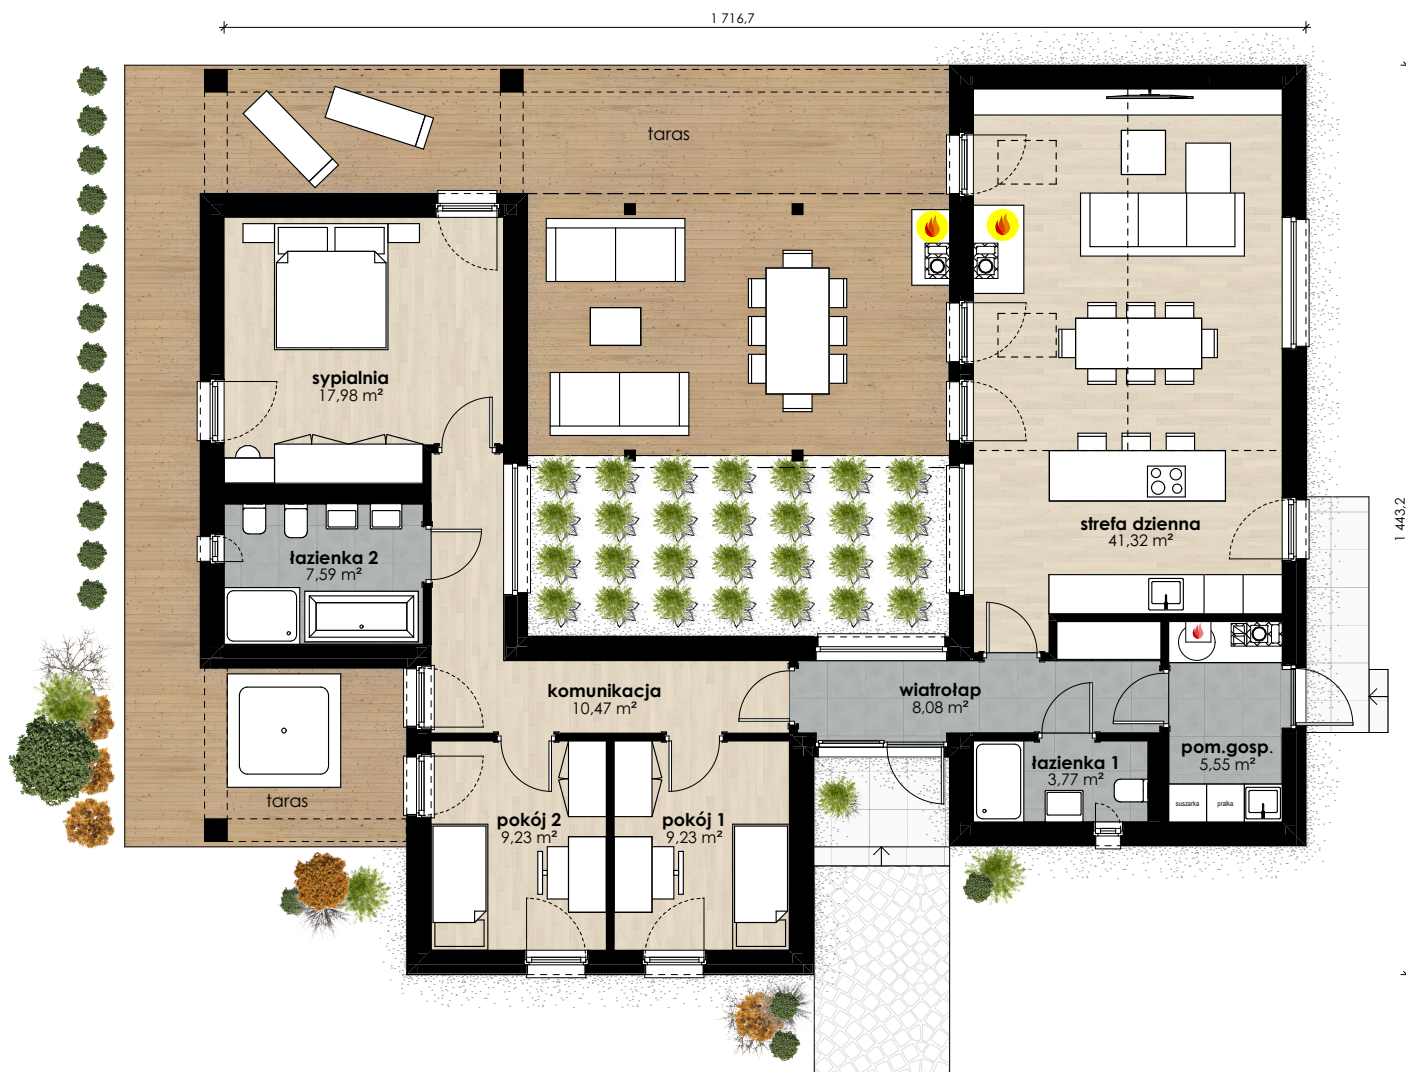 1 716,7
taras
sypialnia
17,98 m²
1 443,2
strefa dzienna
41,32 m²
łazienka 2
7,59 m²
komunikacja
10,47 m²
wiatrołap
8,08 m²
łazienka 1
3,77 m²
pom.gosp.
5,55 m²
taras
suszarka
pralka
pokój 2
9,23 m²
pokój 1
9,23 m²